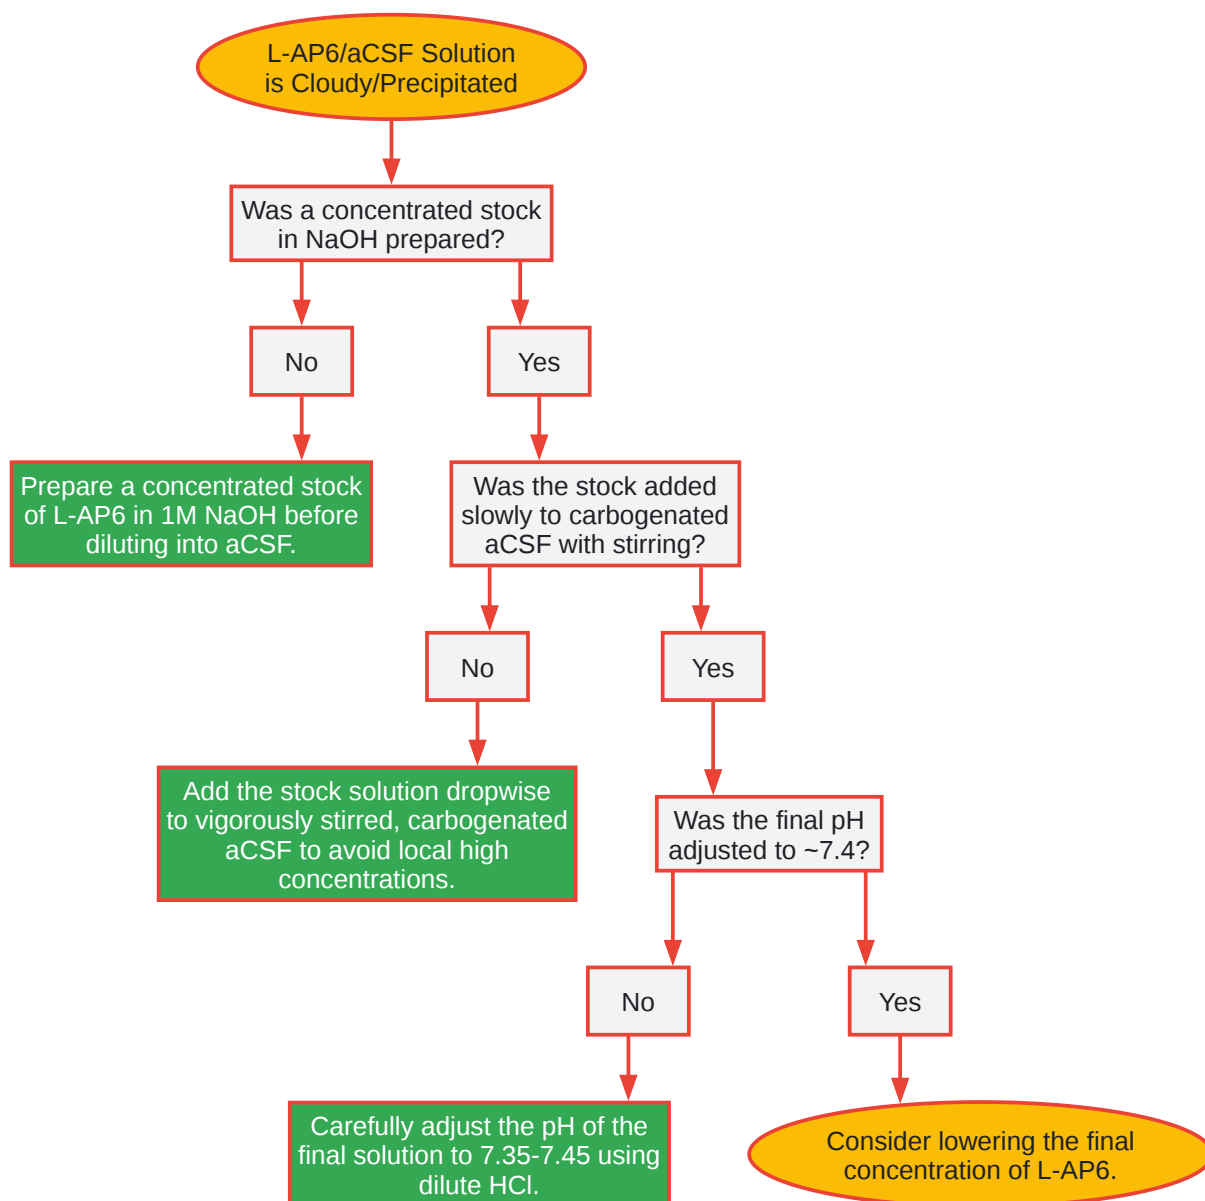 L-AP6/aCSF Solution
is Cloudy/Precipitated
Was a concentrated stock
in NaOH prepared?
No
Yes
Prepare a concentrated stock
of L-AP6 in 1M NaOH before
diluting into aCSF.
Was the stock added
slowly to carbogenated
aCSF with stirring?
No
Yes
Add the stock solution dropwise
to vigorously stirred, carbogenated
aCSF to avoid local high
concentrations.
Was the final pH
adjusted to ~7.4?
No
Yes
Carefully adjust the pH of the
final solution to 7.35-7.45 using
dilute HCl.
Consider lowering the final
concentration of L-AP6.